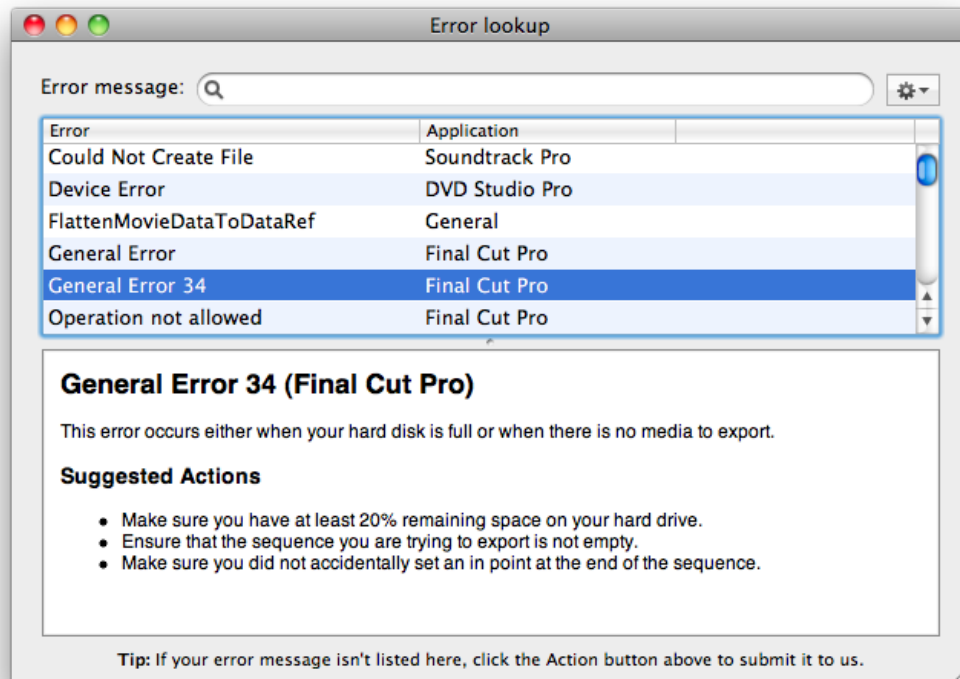 Error lookup
Error message:
Error Application
Could Not Create File Soundtrack Pro
Device Error DVD Studio Pro
FlattenMovieDataToDataRef General
General Error Final Cut Pro
General Error 34 Final Cut Pro
Operation not allowed Final Cut Pro
General Error 34 (Final Cut Pro)
This error occurs either when your hard disk is full or when there is no media to export.
Suggested Actions
• Make sure you have at least 20% remaining space on your hard drive.
• Ensure that the sequence you are trying to export is not empty.
• Make sure you did not accidentally set an in point at the end of the sequence.
Tip: If your error message isn't listed here, click the Action button above to submit it to us.